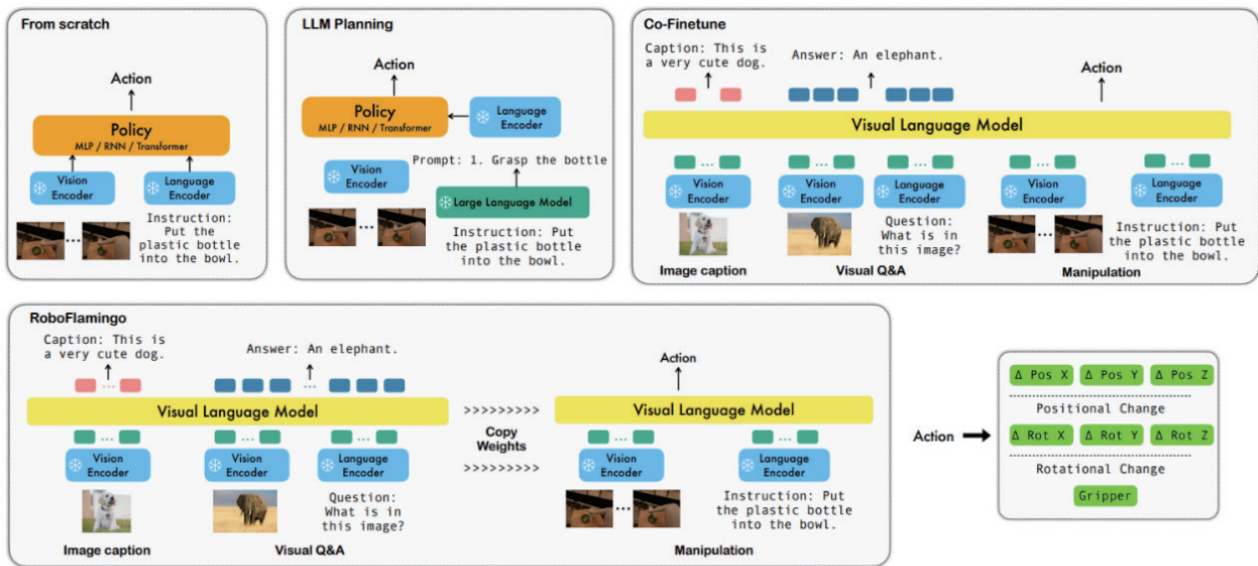 From scratch
Action
Policy
MLP / RNN / Transformer
Vision
Encoder
Language
Encoder
Instruction:
Put the
plastic bottle
into the bowl.
LLM Planning
Action
Policy
MLP / RNN / Transformer
Language
Encoder
Vision
Encoder
Prompt: 1. Grasp the bottle
Large Language Model
Instruction: Put
the plastic bottle
into the bowl.
Co-Finetune
Caption: This is
a very cute dog.
Answer: An elephant.
Action
Visual Language Model
Vision
Encoder
Vision
Encoder
Language
Encoder
Vision
Encoder
Language
Encoder
Question:
What is in
this image?
Instruction: Put
the plastic bottle
into the bowl.
Image caption
Visual Q&A
Manipulation
RoboFlamingo
Caption: This is
a very cute dog.
Answer: An elephant.
Action
Visual Language Model
>>>>>>>>>
Copy
Weights
>>>>>>>>>
Visual Language Model
Vision
Encoder
Vision
Encoder
Language
Encoder
Vision
Encoder
Language
Encoder
Question:
What is in
this image?
Instruction: Put
the plastic bottle
into the bowl.
Image caption
Visual Q&A
Manipulation
Action
Δ Pos X Δ Pos Y Δ Pos Z
Positional Change
Δ Rot X Δ Rot Y Δ Rot Z
Rotational Change
Gripper